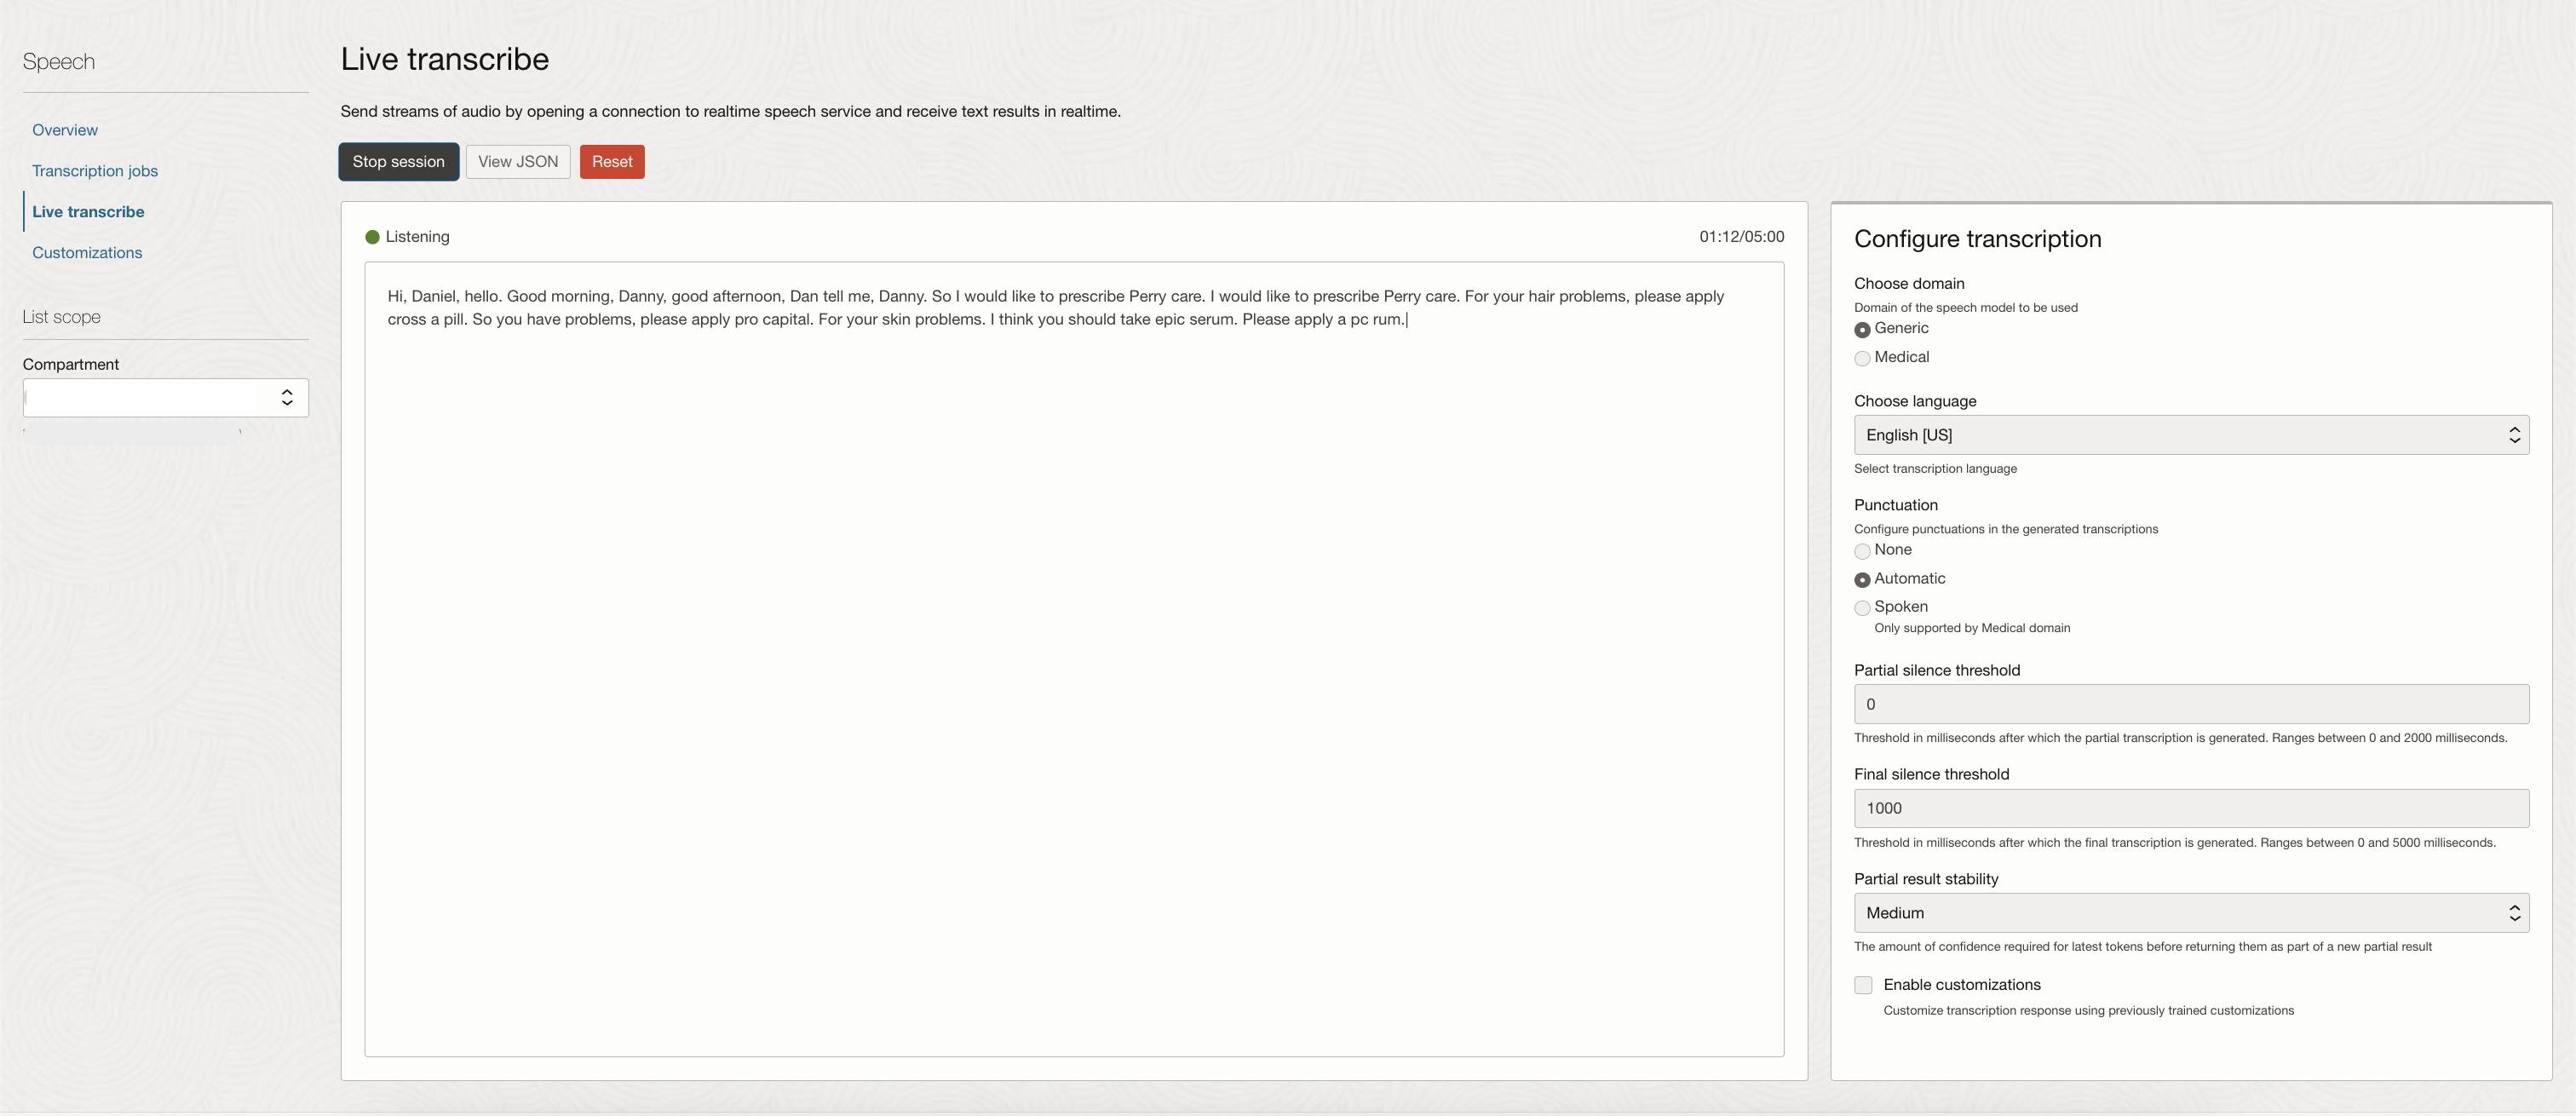 Speech
Overview
Transcription jobs
Live transcribe
Customizations
List scope
Compartment
Live transcribe
Send streams of audio by opening a connection to realtime speech service and receive text results in realtime.
Stop session View JSON Reset
Listening 01:12/05:00
Hi, Daniel, hello. Good morning, Danny, good afternoon, Dan tell me, Danny. So I would like to prescribe Perry care. I would like to prescribe Perry care. For your hair problems, please apply
cross a pill. So you have problems, please apply pro capital. For your skin problems. I think you should take epic serum. Please apply a pc rum.
Configure transcription
Choose domain
Domain of the speech model to be used
Generic
Medical
Choose language
English [US]
Select transcription language
Punctuation
Configure punctuations in the generated transcriptions
None
Automatic
Spoken
Only supported by Medical domain
Partial silence threshold
0
Threshold in milliseconds after which the partial transcription is generated. Ranges between 0 and 2000 milliseconds.
Final silence threshold
1000
Threshold in milliseconds after which the final transcription is generated. Ranges between 0 and 5000 milliseconds.
Partial result stability
Medium
The amount of confidence required for latest tokens before returning them as part of a new partial result
Enable customizations
Customize transcription response using previously trained customizations